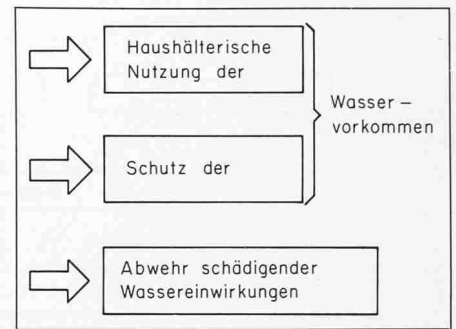 Haushälterische
Nutzung der
Wasser –
vorkommen
Schutz der
Abwehr schädigender
Wassereinwirkungen